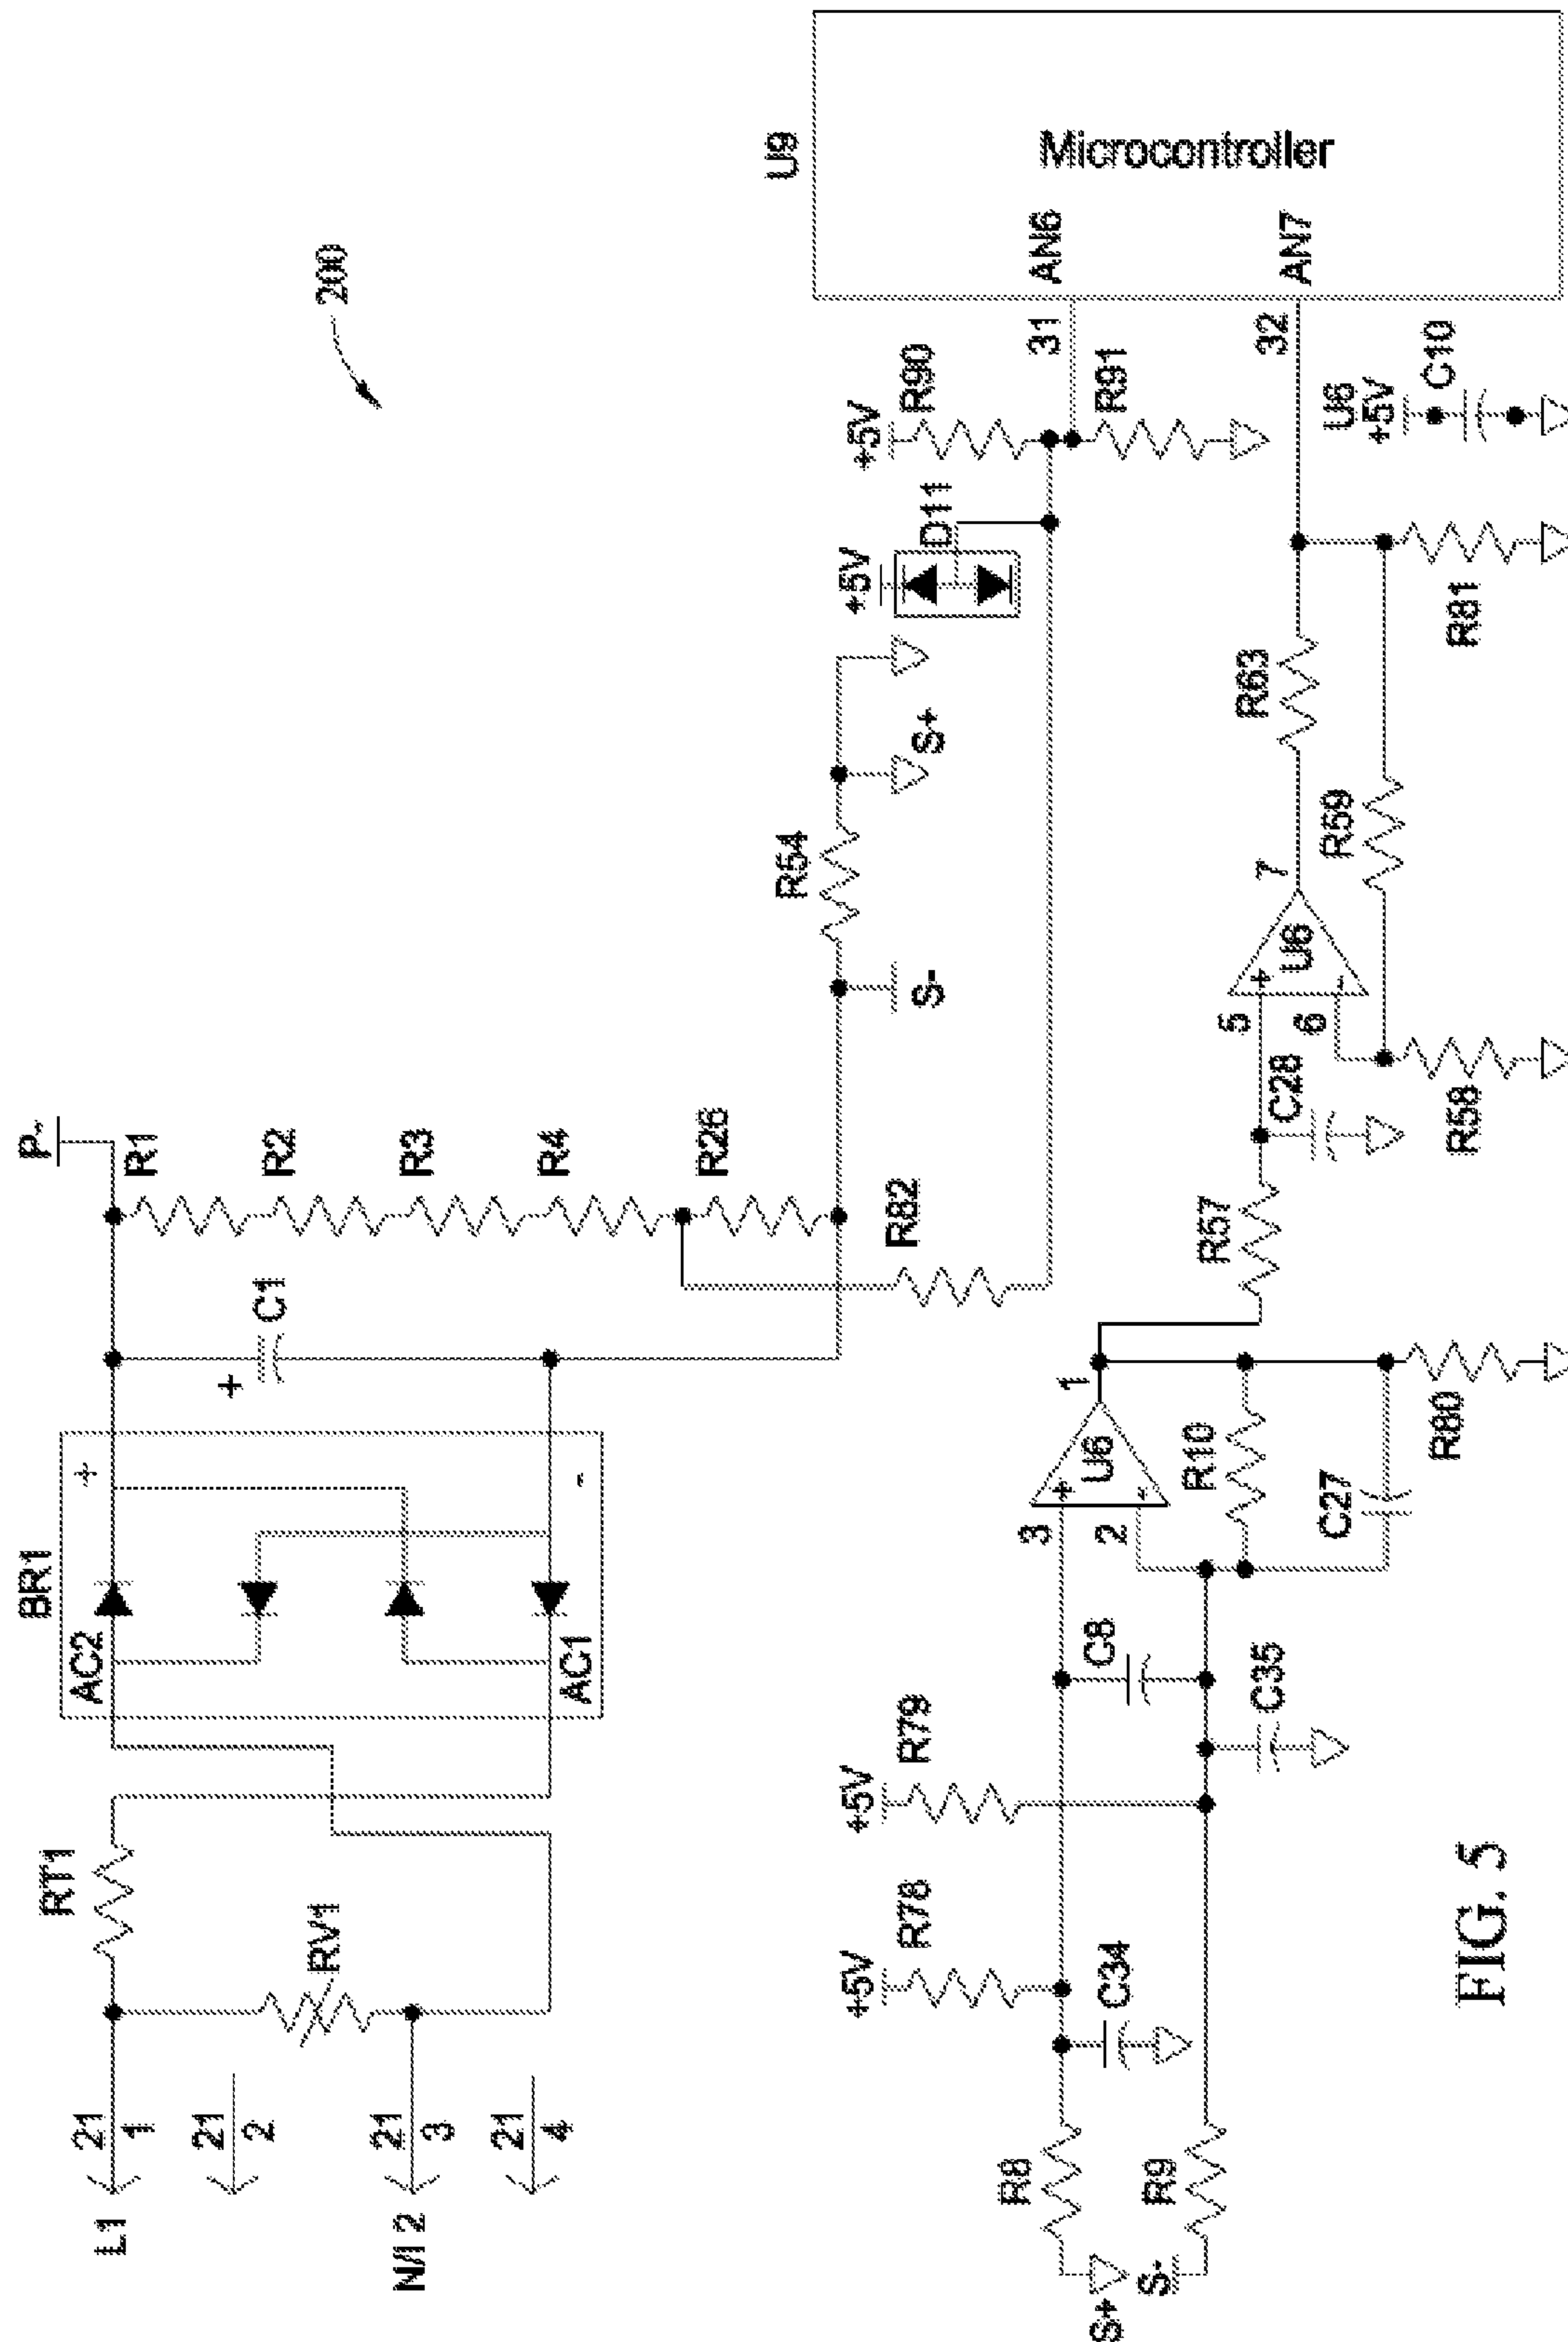 200
P-
BR1
AC2
+
-
AC1
RT1
RV1
L1
21
1
21
2
21
3
N/I 2
21
4
+
C1
R1
R2
R3
R4
R26
R82
R54
S-
S+
+5V
D11
+5V
R90
R91
31
AN6
32
AN7
U9
Microcontroller
S+
S-
R8
R9
C34
+5V
R78
+5V
R79
C35
C8
3
2
+
-
U6
1
R10
C27
R80
R57
C28
5
6
+
-
U6
7
R58
R59
R63
R81
U6
+5V
C10
FIG. 5